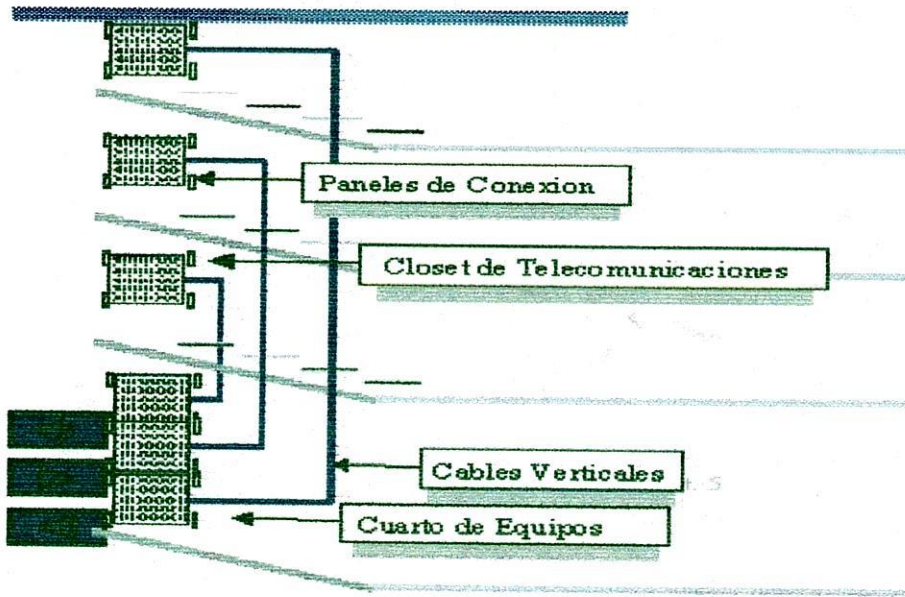 Paneles de Conexion
Closet de Telecomunicaciones
Cables Verticales
Cuarto de Equipos